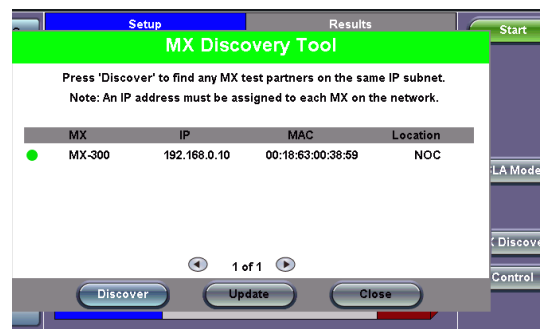 Setup
Results
Start
MX Discovery Tool
Press 'Discover' to find any MX test partners on the same IP subnet.
Note: An IP address must be assigned to each MX on the network.
MX IP MAC Location
MX-300 192.168.0.10 00:18:63:00:38:59 NOC
LA Mode
Discove
1 of 1
Control
Discover Update Close